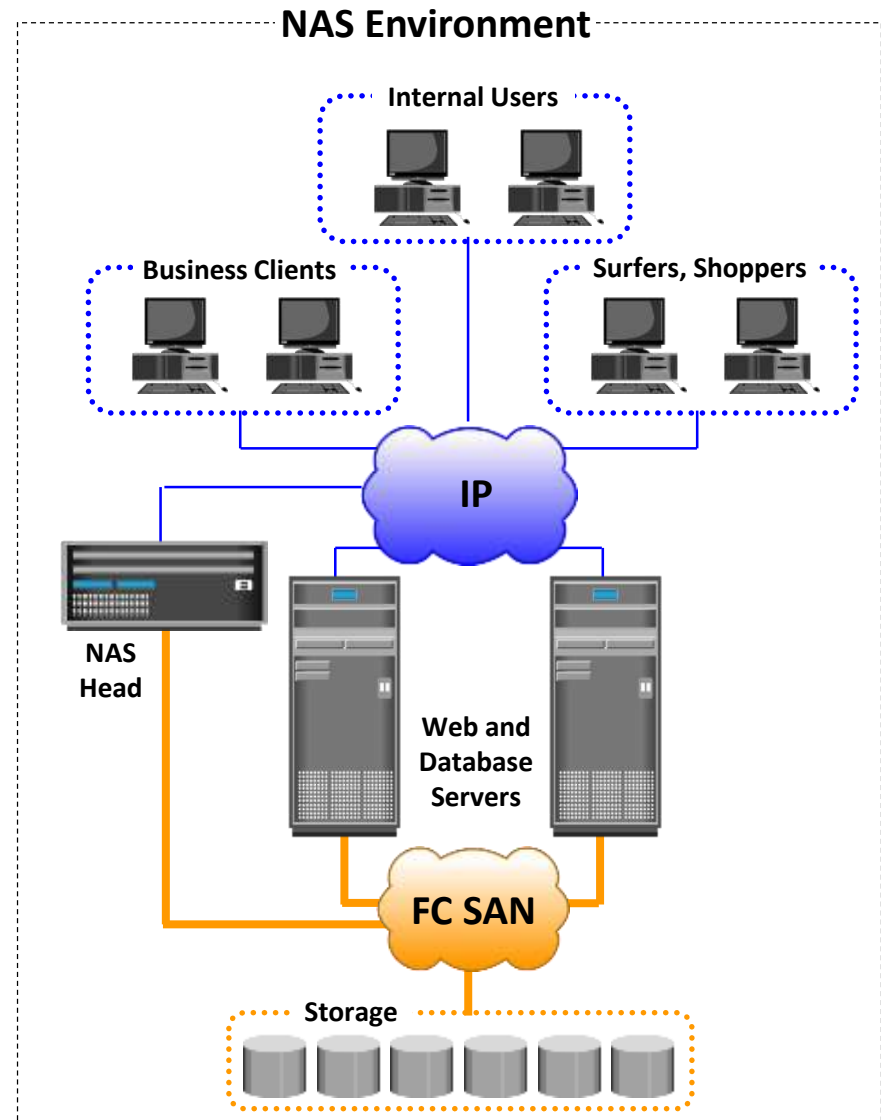 NAS Environment
Internal Users
Business Clients
Surfers, Shoppers
IP
NAS
Head
Web and
Database
Servers
FC SAN
Storage